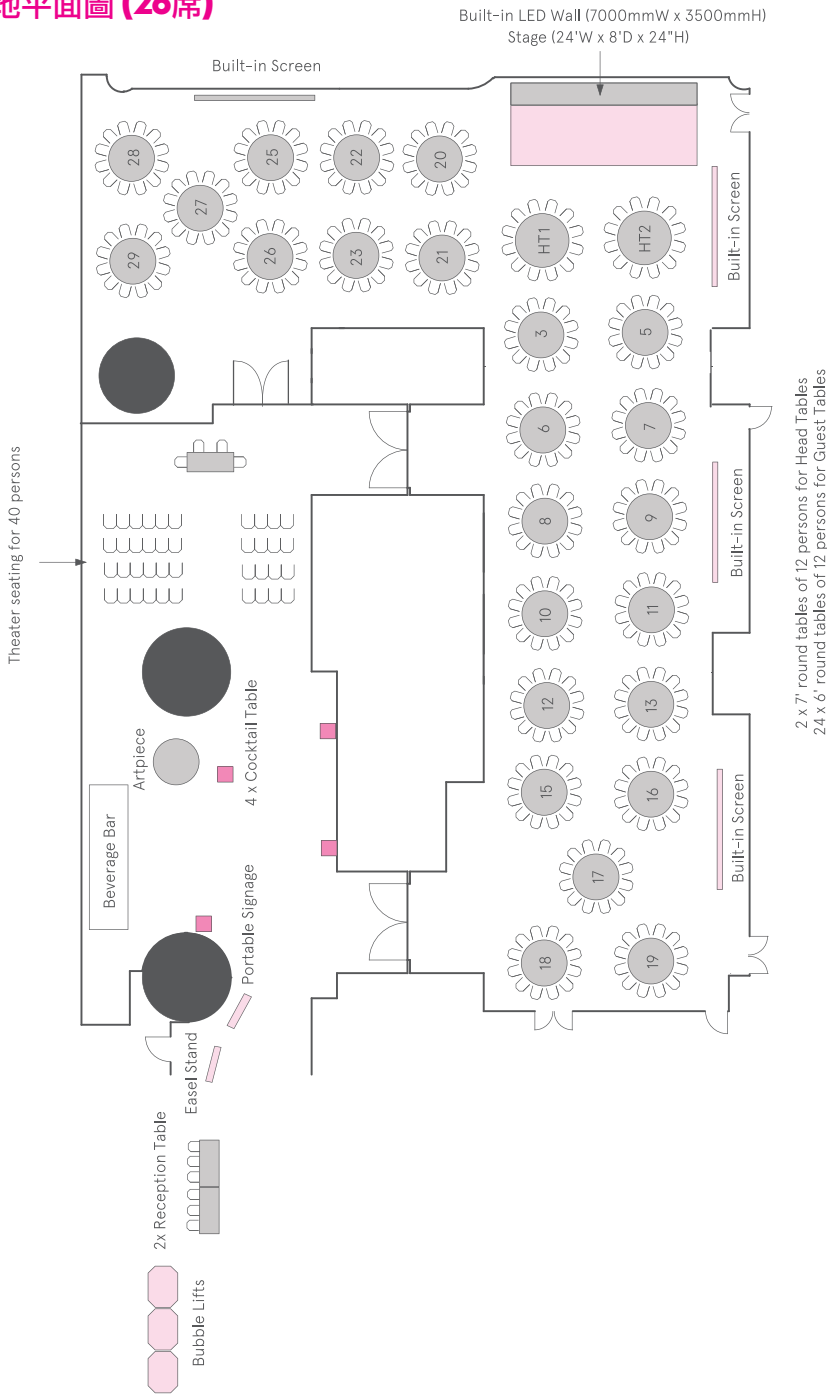 地平面圖 (26席)
Built-in LED Wall (7000mmW x 3500mmH)
Stage (24'W x 8'D x 24"H)
Built-in Screen
28
25
22
20
27
29
26
23
21
HT1
HT2
Built-in Screen
3
5
6
7
8
9
Built-in Screen
10
11
12
13
15
16
Built-in Screen
17
18
19
Theater seating for 40 persons
2 x 7' round tables of 12 persons for Head Tables
24 x 6' round tables of 12 persons for Guest Tables
Artpiece
4 x Cocktail Table
Beverage Bar
Portable Signage
Easel Stand
2x Reception Table
Bubble Lifts